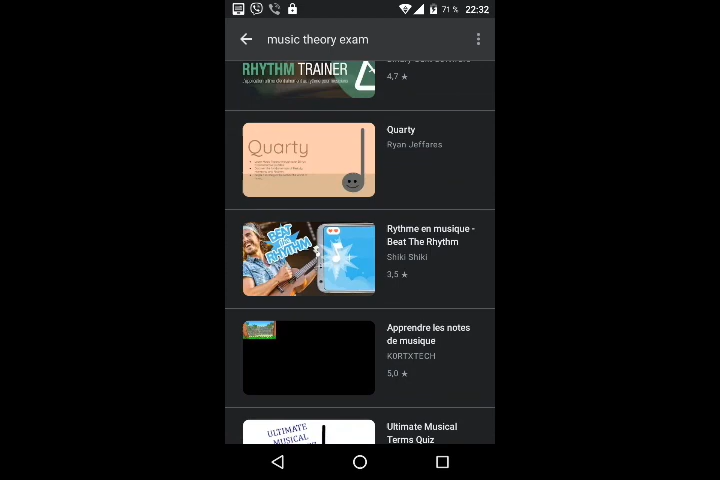 71 % 22:32
music theory exam
RHYTHM TRAINER
4,7 ★
Quarty
Quarty
Ryan Jeffares
BEAT
THE
RHYTHM
Rythme en musique -
Beat The Rhythm
Shiki Shiki
3,5 ★
Apprendre les notes
de musique
K0RTXTECH
5,0 ★
ULTIMATE
MUSICAL
Ultimate Musical
Terms Quiz